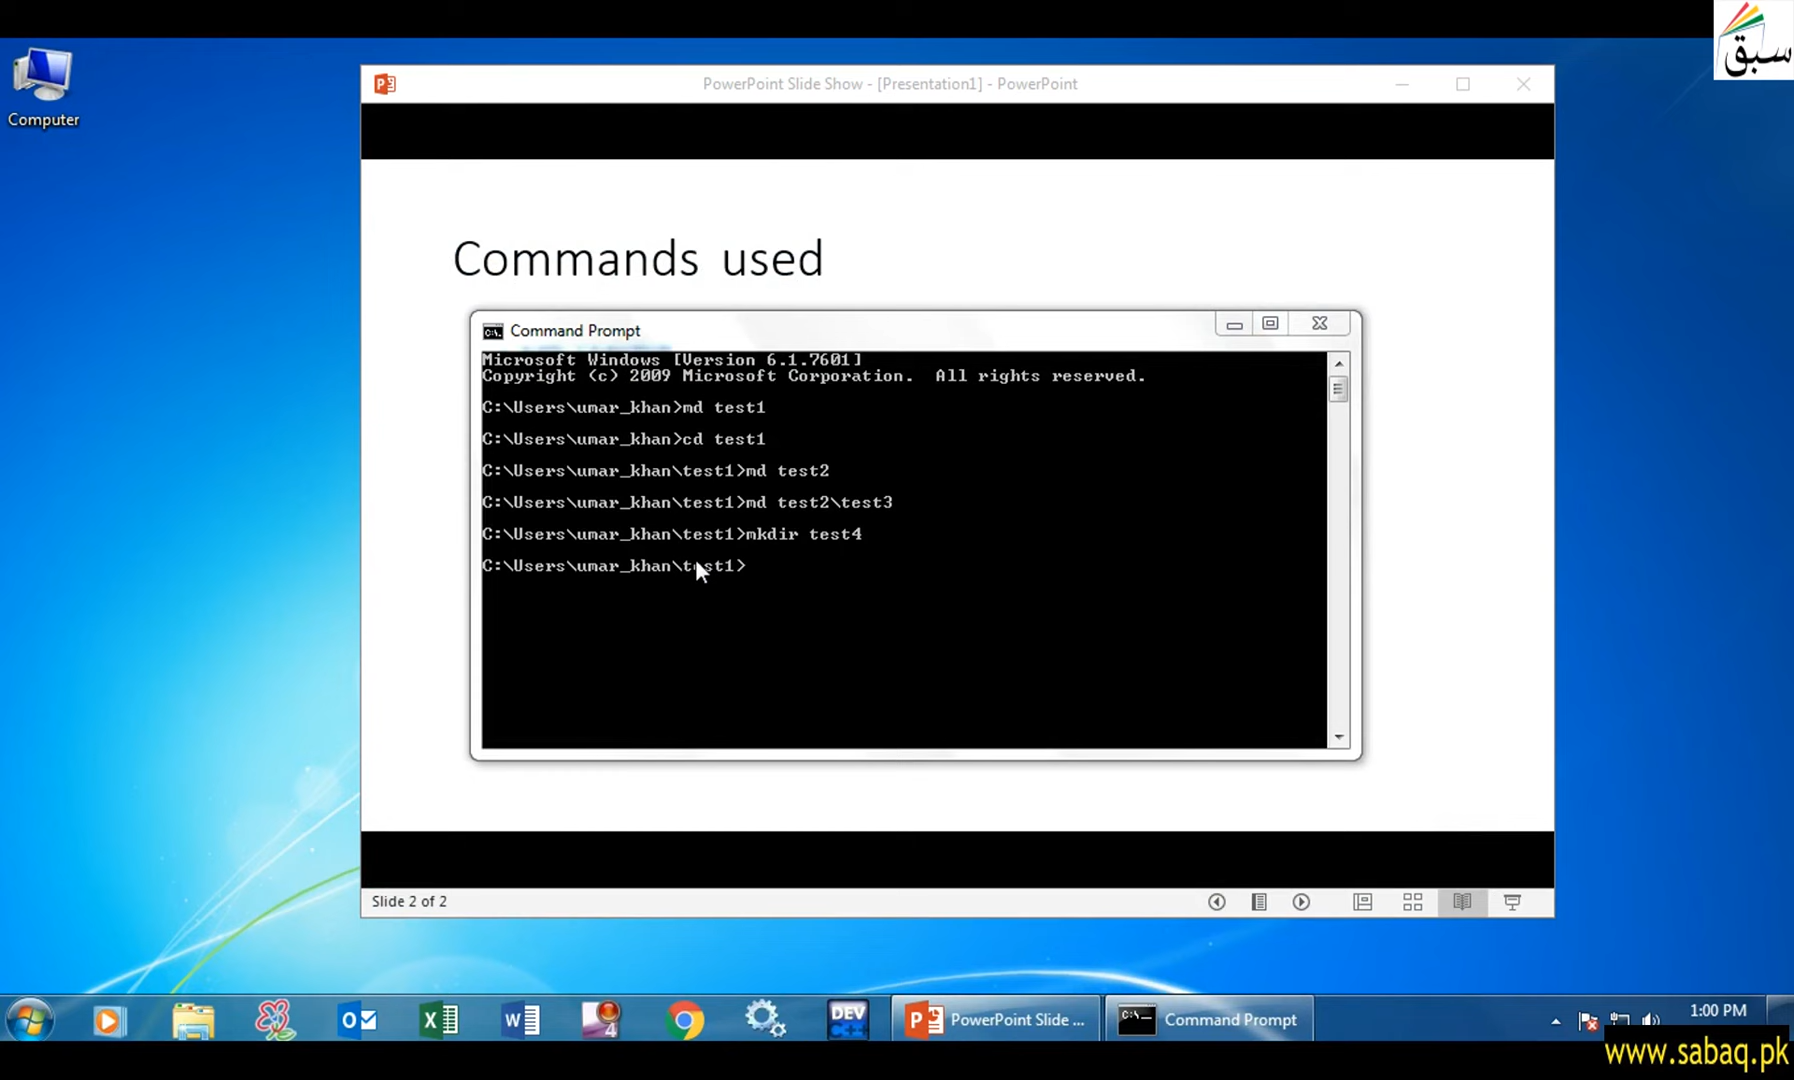 سبق
Computer
PowerPoint Slide Show - [Presentation1] - PowerPoint
Commands used
Command Prompt
Microsoft Windows [Version 6.1.7601]
Copyright (c) 2009 Microsoft Corporation.  All rights reserved.
C:\Users\umar_khan>md test1
C:\Users\umar_khan>cd test1
C:\Users\umar_khan\test1>md test2
C:\Users\umar_khan\test1>md test2\test3
C:\Users\umar_khan\test1>mkdir test4
C:\Users\umar_khan\test1>
Slide 2 of 2
DEV C++
PowerPoint Slide ...
Command Prompt
1:00 PM
www.sabaq.pk